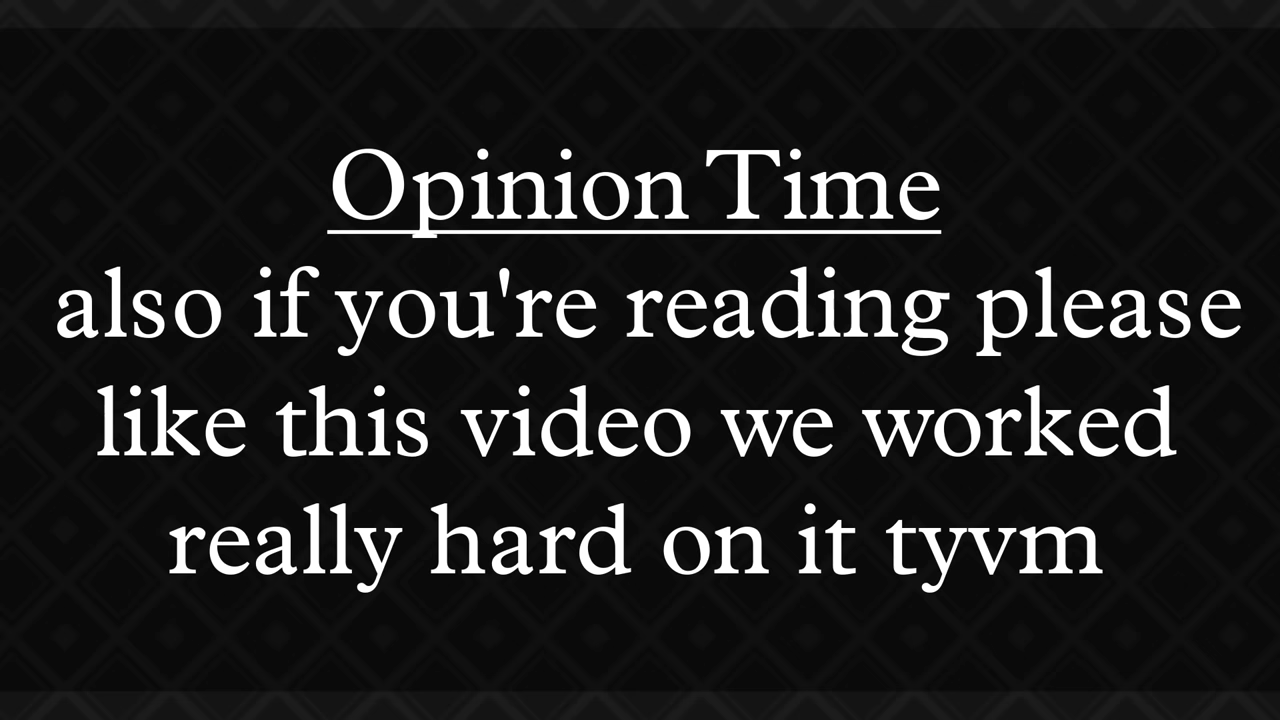 Opinion Time
also if you're reading please
like this video we worked
really hard on it tyvm